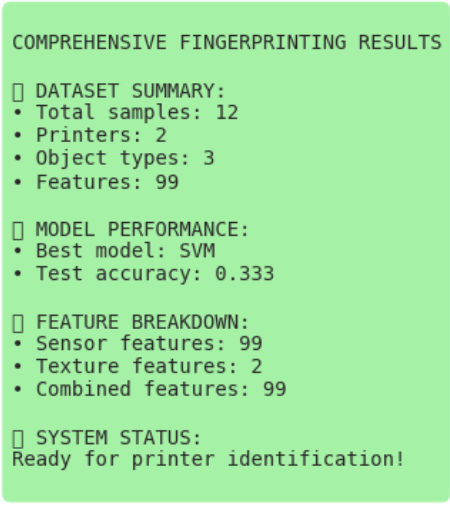 COMPREHENSIVE FINGERPRINTING RESULTS
▯ DATASET SUMMARY:
• Total samples: 12
• Printers: 2
• Object types: 3
• Features: 99
▯ MODEL PERFORMANCE:
• Best model: SVM
• Test accuracy: 0.333
▯ FEATURE BREAKDOWN:
• Sensor features: 99
• Texture features: 2
• Combined features: 99
▯ SYSTEM STATUS:
Ready for printer identification!